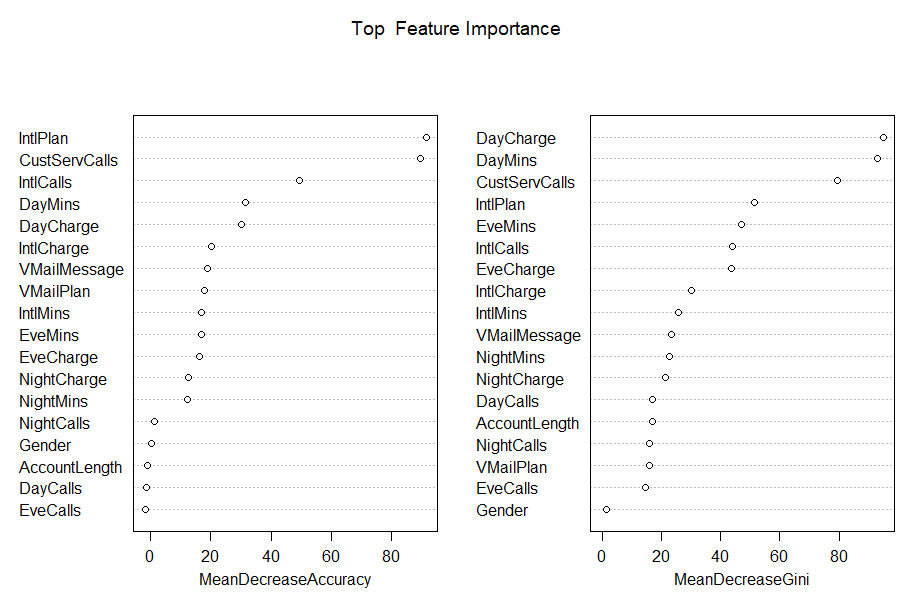 Top  Feature Importance
IntlPlan
CustServCalls
IntlCalls
DayMins
DayCharge
IntlCharge
VMailMessage
VMailPlan
IntlMins
EveMins
EveCharge
NightCharge
NightMins
NightCalls
Gender
AccountLength
DayCalls
EveCalls
0 20 40 60 80
MeanDecreaseAccuracy
DayCharge
DayMins
CustServCalls
IntlPlan
EveMins
IntlCalls
EveCharge
IntlCharge
IntlMins
VMailMessage
NightMins
NightCharge
DayCalls
AccountLength
NightCalls
VMailPlan
EveCalls
Gender
0 20 40 60 80
MeanDecreaseGini